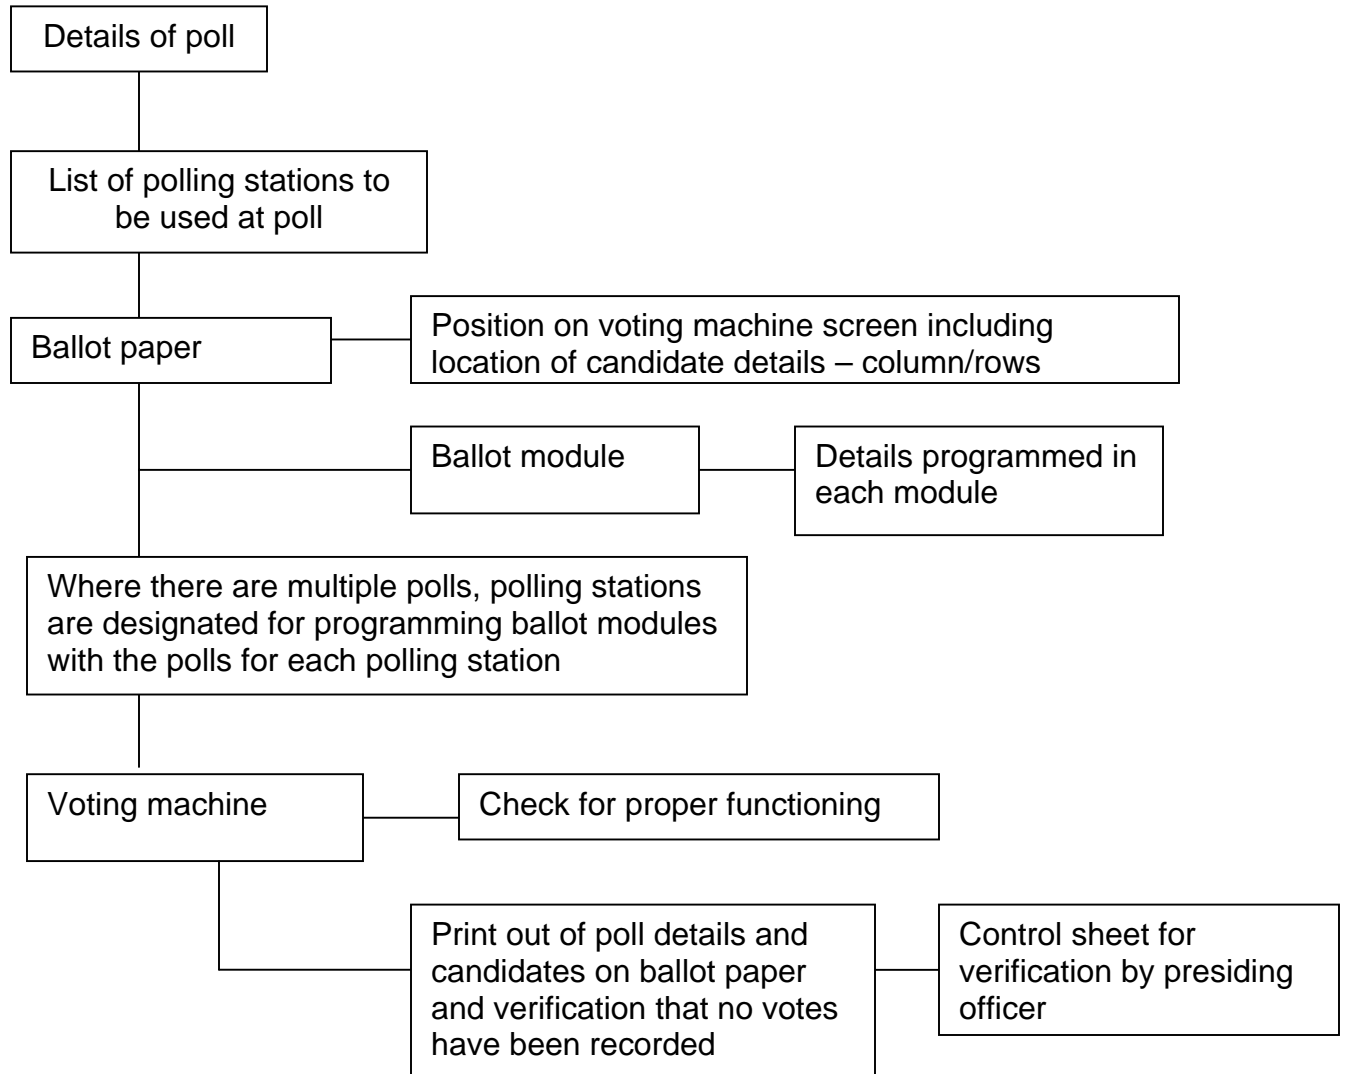 Details of poll
List of polling stations to
be used at poll
Ballot paper
Position on voting machine screen including
location of candidate details – column/rows
Ballot module
Details programmed in
each module
Where there are multiple polls, polling stations
are designated for programming ballot modules
with the polls for each polling station
Voting machine
Check for proper functioning
Print out of poll details and
candidates on ballot paper
and verification that no votes
have been recorded
Control sheet for
verification by presiding
officer